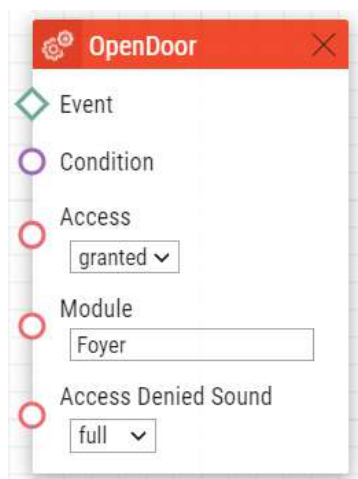 OpenDoor
Event
Condition
Access
granted
Module
Foyer
Access Denied Sound
full